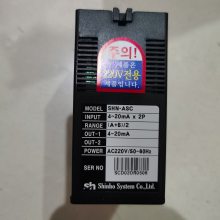 주의!
제품은
220V전용
제품입니다.
MODEL SHN-ASC
INPUT 4~20mA x 2P
RANGE (A+B)/2
OUT-1 4~20mA
OUT-2
POWER AC220V/50~60Hz
SER NO
Shinho System Co.,Ltd.